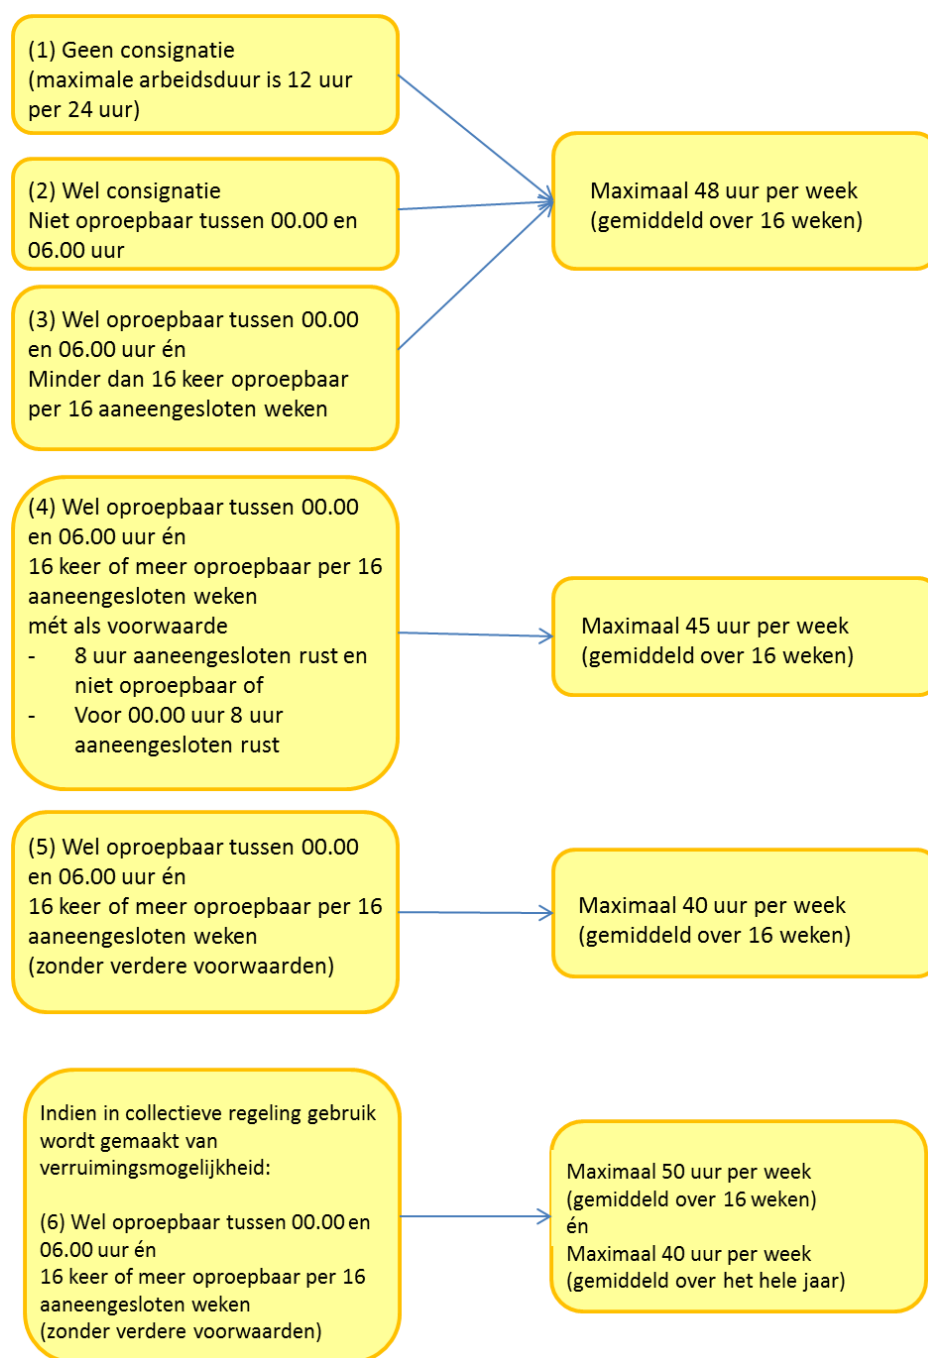 (1) Geen consignatie
(maximale arbeidsduur is 12 uur
per 24 uur)
(2) Wel consignatie
Niet oproepbaar tussen 00.00 en
06.00 uur
(3) Wel oproepbaar tussen 00.00
en 06.00 uur én
Minder dan 16 keer oproepbaar
per 16 aaneengesloten weken
Maximaal 48 uur per week
(gemiddeld over 16 weken)
(4) Wel oproepbaar tussen 00.00
en 06.00 uur én
16 keer of meer oproepbaar per 16
aaneengesloten weken
mét als voorwaarde
- 8 uur aaneengesloten rust en
niet oproepbaar of
- Voor 00.00 uur 8 uur
aaneengesloten rust
Maximaal 45 uur per week
(gemiddeld over 16 weken)
(5) Wel oproepbaar tussen 00.00
en 06.00 uur én
16 keer of meer oproepbaar per 16
aaneengesloten weken
(zonder verdere voorwaarden)
Maximaal 40 uur per week
(gemiddeld over 16 weken)
Indien in collectieve regeling gebruik
wordt gemaakt van
verruimingsmogelijkheid:
(6) Wel oproepbaar tussen 00.00 en
06.00 uur én
16 keer of meer oproepbaar per 16
aaneengesloten weken
(zonder verdere voorwaarden)
Maximaal 50 uur per week
(gemiddeld over 16 weken)
én
Maximaal 40 uur per week
(gemiddeld over het hele jaar)